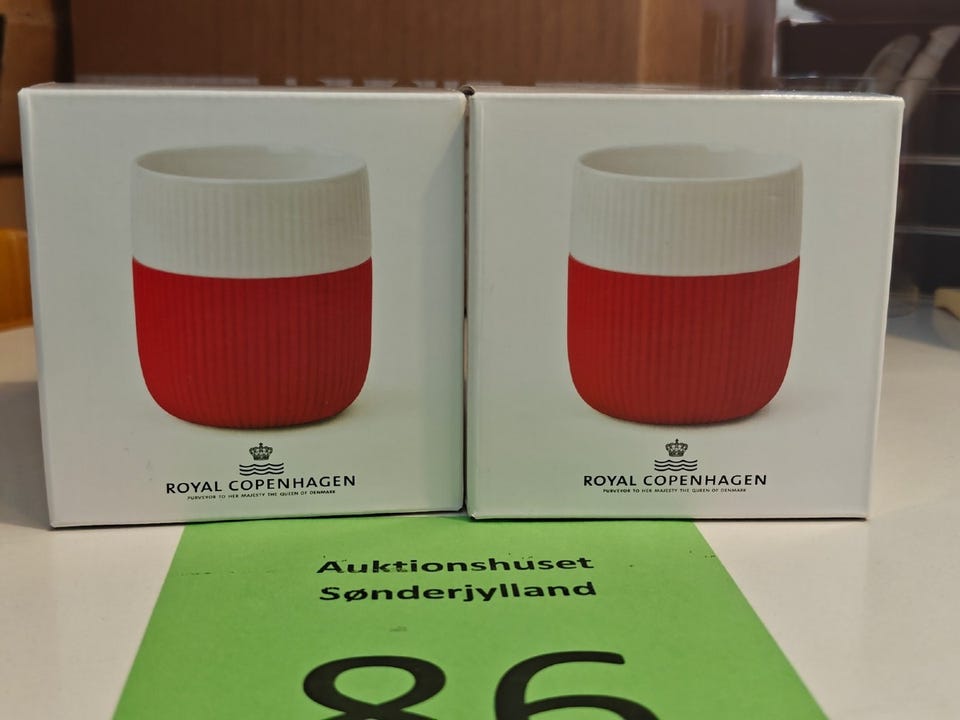 ROYAL COPENHAGEN
PURVEYOR TO HER MAJESTY THE QUEEN OF DENMARK
ROYAL COPENHAGEN
PURVEYOR TO HER MAJESTY THE QUEEN OF DENMARK
Auktionshuset
Sønderjylland
86